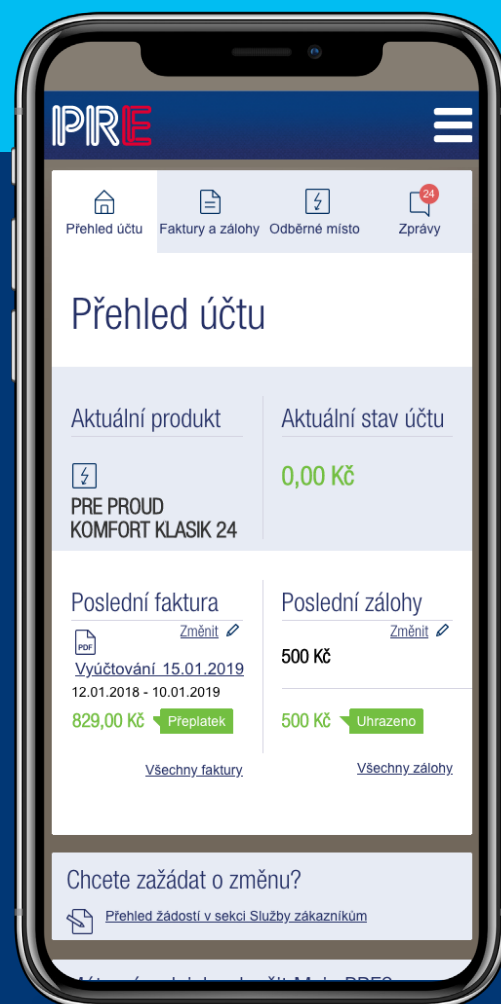 PRE
24
Přehled účtu
Faktury a zálohy
Odběrné místo
Zprávy
Přehled účtu
Aktuální produkt
PRE PROUD
KOMFORT KLASIK 24
Aktuální stav účtu
0,00 Kč
Poslední faktura
Změnit
PDF
Vyúčtování 15.01.2019
12.01.2018 - 10.01.2019
829,00 Kč Přeplatek
Všechny faktury
Poslední zálohy
Změnit
500 Kč
500 Kč Uhrazeno
Všechny zálohy
Chcete zažádat o změnu?
Přehled žádostí v sekci Služby zákazníkům